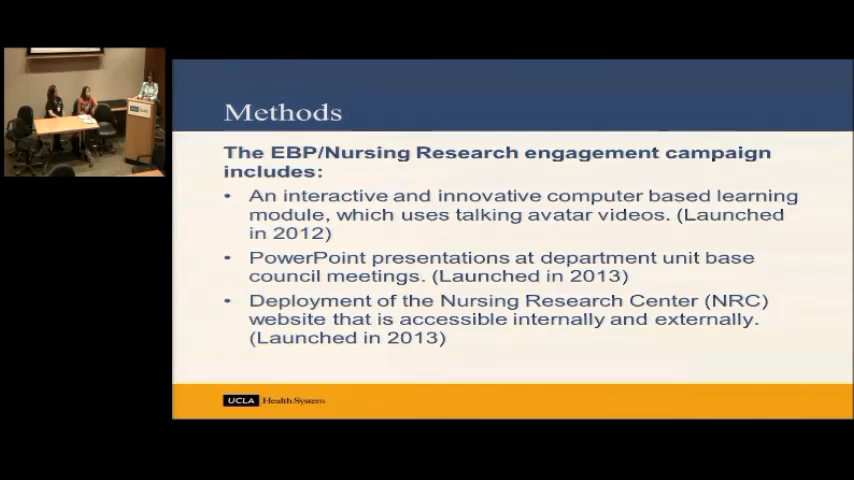 Methods
The EBP/Nursing Research engagement campaign
includes:
• An interactive and innovative computer based learning
module, which uses talking avatar videos. (Launched
in 2012)
• PowerPoint presentations at department unit base
council meetings. (Launched in 2013)
• Deployment of the Nursing Research Center (NRC)
website that is accessible internally and externally.
(Launched in 2013)
UCLA Health System